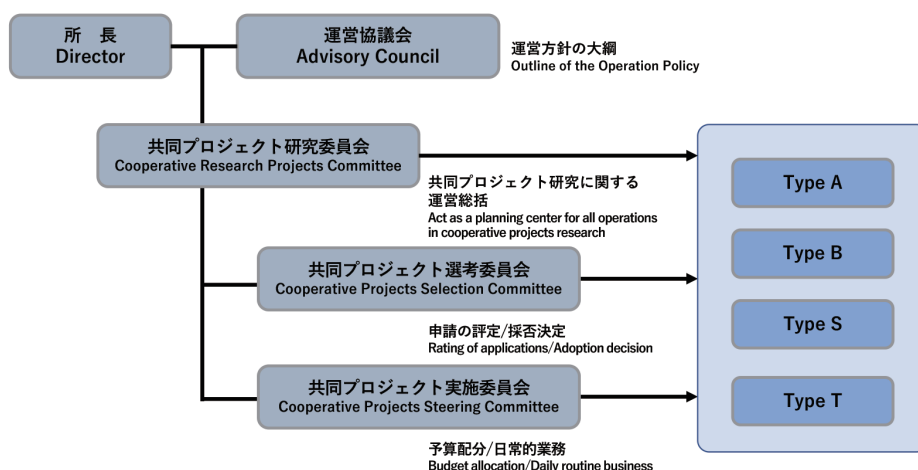 所　長
Director
運営協議会
Advisory Council
運営方針の大綱
Outline of the Operation Policy
共同プロジェクト研究委員会
Cooperative Research Projects Committee
共同プロジェクト研究に関する
運営総括
Act as a planning center for all operations
in cooperative projects research
共同プロジェクト選考委員会
Cooperative Projects Selection Committee
申請の評定/採否決定
Rating of applications/Adoption decision
共同プロジェクト実施委員会
Cooperative Projects Steering Committee
予算配分/日常的業務
Budget allocation/Daily routine business
Type A
Type B
Type S
Type T